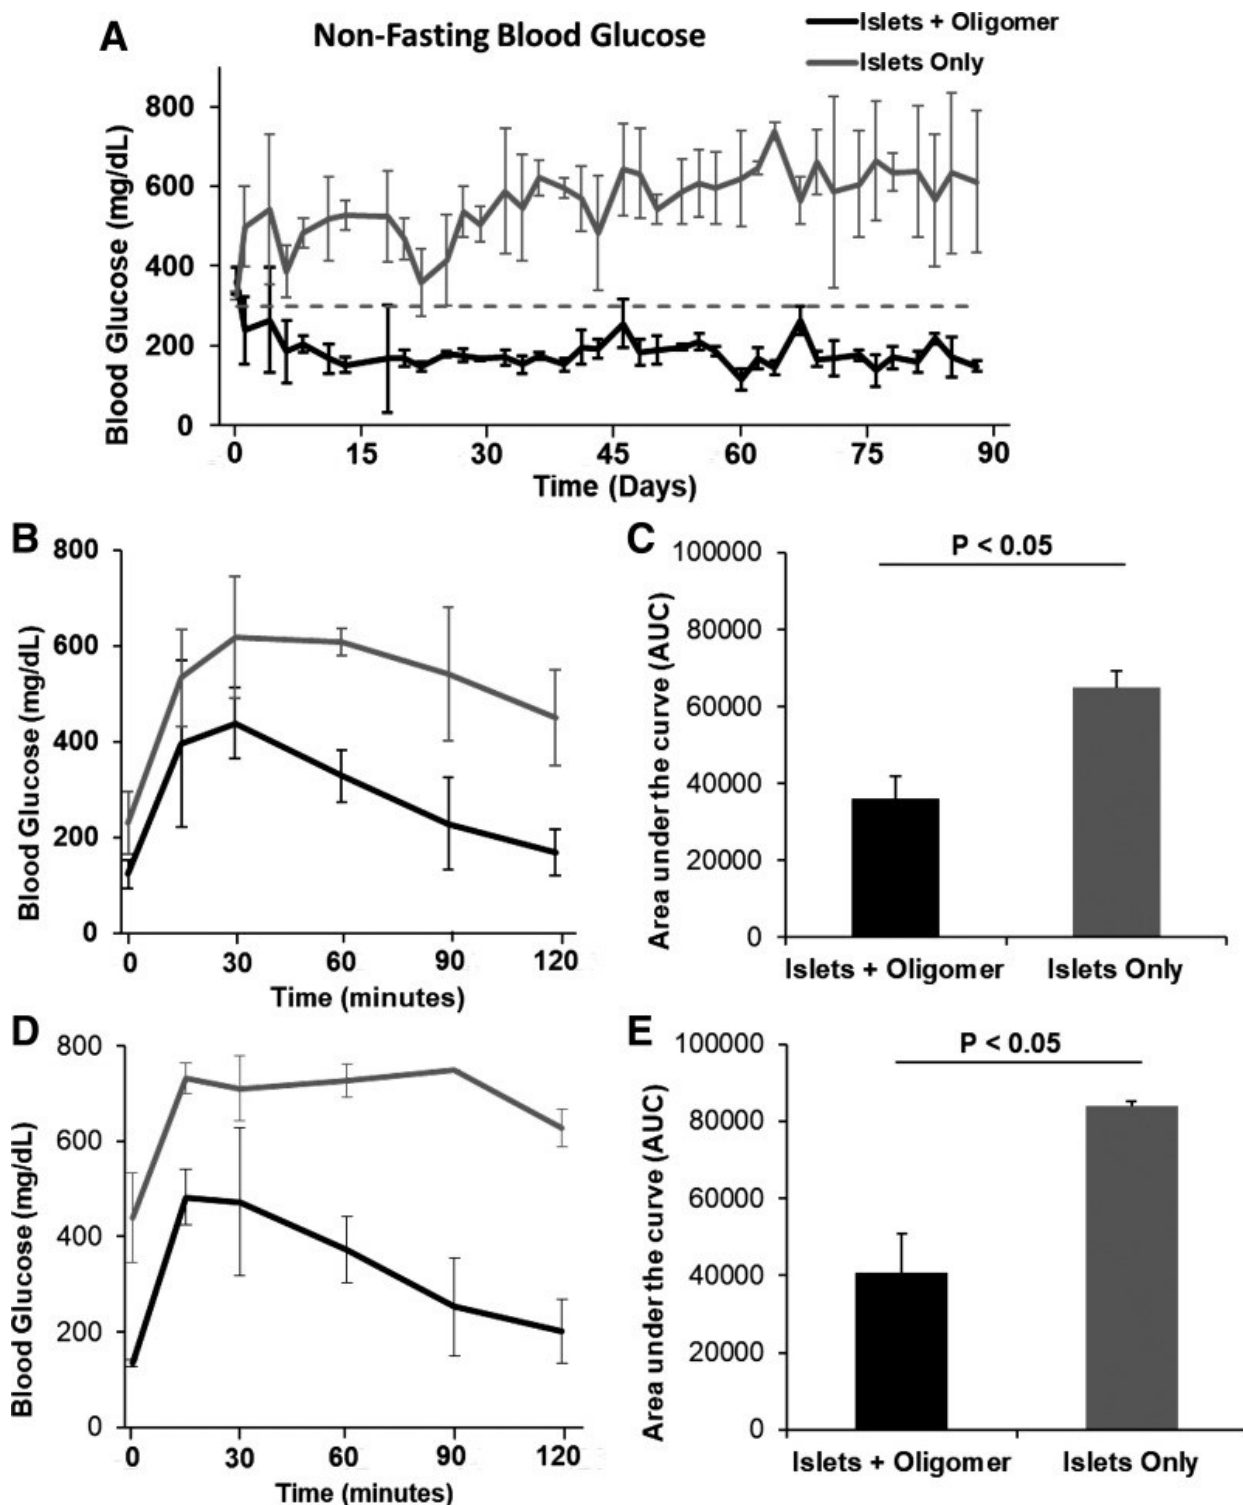 A
Non-Fasting Blood Glucose
Islets + Oligomer
Islets Only
Blood Glucose (mg/dL)
800
600
400
200
0
0 15 30 45 60 75 90
Time (Days)
B
Blood Glucose (mg/dL)
800
600
400
200
0
0 30 60 90 120
Time (minutes)
C
P < 0.05
Area under the curve (AUC)
100000
80000
60000
40000
20000
0
Islets + Oligomer Islets Only
D
Blood Glucose (mg/dL)
800
600
400
200
0
0 30 60 90 120
Time (minutes)
E
P < 0.05
Area under the curve (AUC)
100000
80000
60000
40000
20000
0
Islets + Oligomer Islets Only